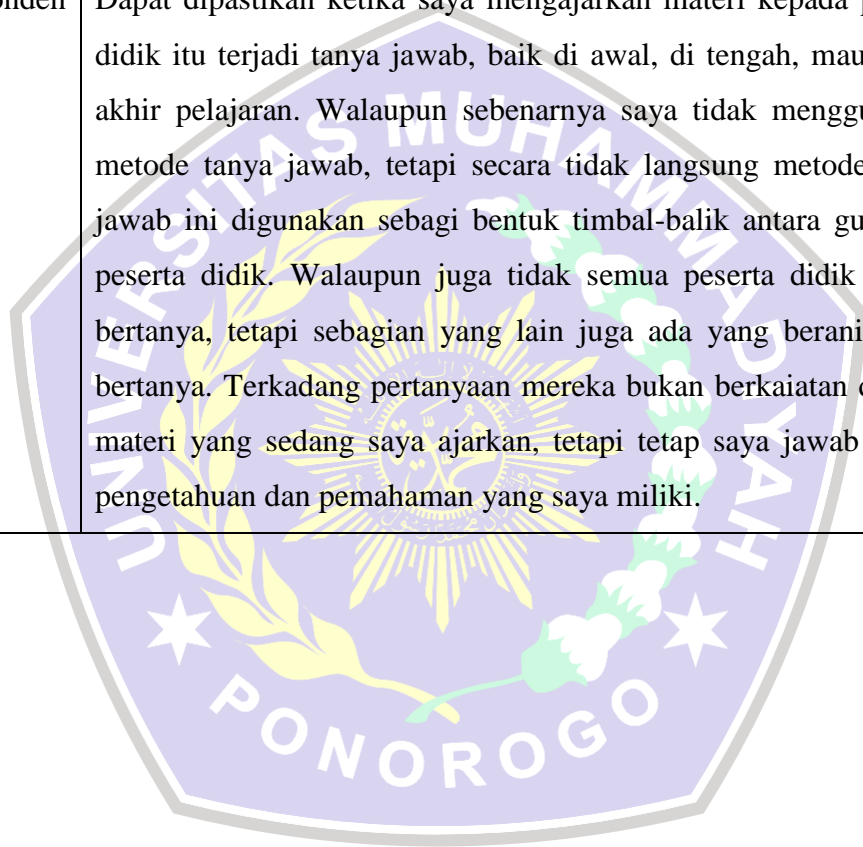 nden Dapat dipastikan ketika saya mengajarkan materi kepada p
didik itu terjadi tanya jawab, baik di awal, di tengah, mau
akhir pelajaran. Walaupun sebenarnya saya tidak menggu
metode tanya jawab, tetapi secara tidak langsung metode
jawab ini digunakan sebagi bentuk timbal-balik antara gu
peserta didik. Walaupun juga tidak semua peserta didik
bertanya, tetapi sebagian yang lain juga ada yang berani
bertanya. Terkadang pertanyaan mereka bukan berkaiatan
materi yang sedang saya ajarkan, tetapi tetap saya jawab
pengetahuan dan pemahaman yang saya miliki.
UNIVERSITAS MUHAMMADIYAH
PONOROGO